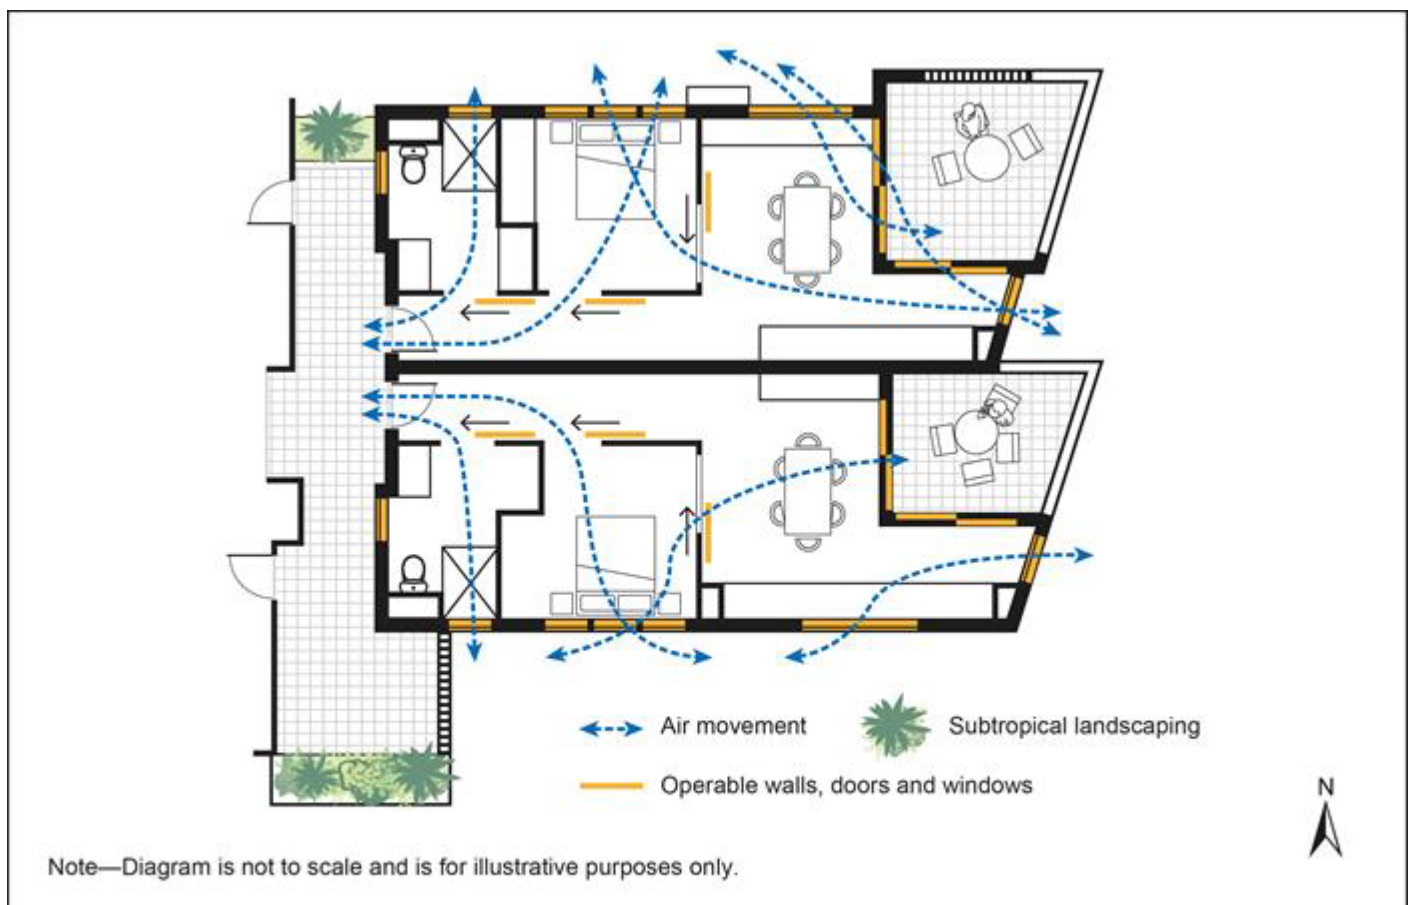 Air movement
Subtropical landscaping
Operable walls, doors and windows
N
Note—Diagram is not to scale and is for illustrative purposes only.